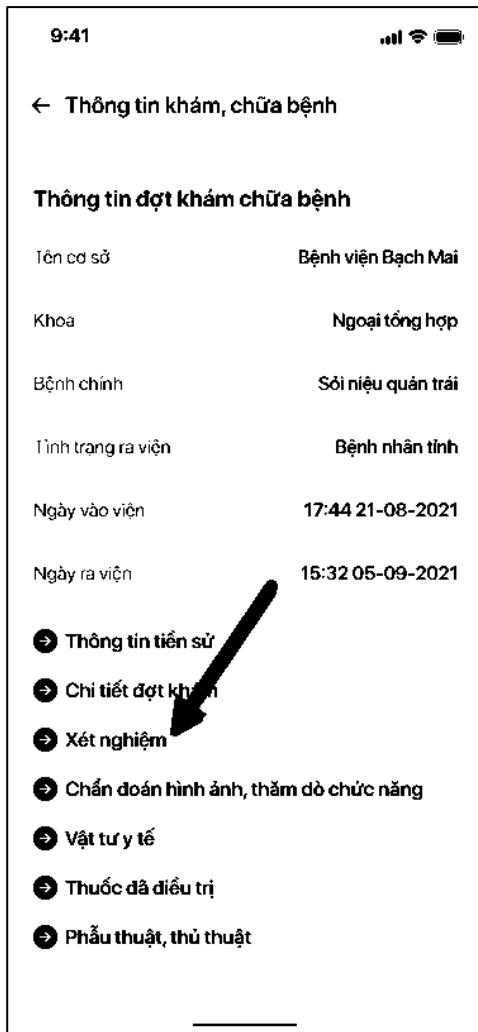 9:41
← Thông tin khám, chữa bệnh
Thông tin đợt khám chữa bệnh
Tên cơ sở Bệnh viện Bạch Mai
Khoa Ngoại tổng hợp
Bệnh chính Sỏi niệu quản trái
Tình trạng ra viện Bệnh nhân tỉnh
Ngày vào viện 17:44 21-08-2021
Ngày ra viện 15:32 05-09-2021
Thông tin tiền sử
Chi tiết đợt khám
Xét nghiệm
Chẩn đoán hình ảnh, thăm dò chức năng
Vật tư y tế
Thuốc đã điều trị
Phẫu thuật, thủ thuật